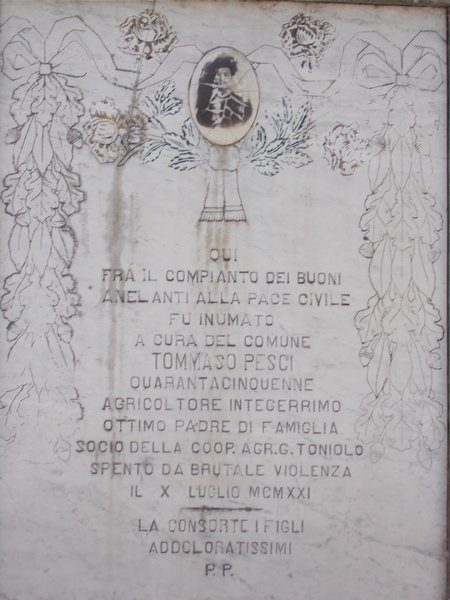 QUI
FRA IL COMPIANTO DEI BUONI
ANELANTI ALLA PACE CIVILE
FU INUMATO
A CURA DEL COMUNE
TOMMASO PESCI
QUARANTACINQUENNE
AGRICOLTORE INTEGERRIMO
OTTIMO PADRE DI FAMIGLIA
SOCIO DELLA COOP. AGR. G. TONIOLO
SPENTO DA BRUTALE VIOLENZA
IL X LUGLIO MCMXXI
LA CONSORTE I FIGLI
ADDOLORATISSIMI
P. P.